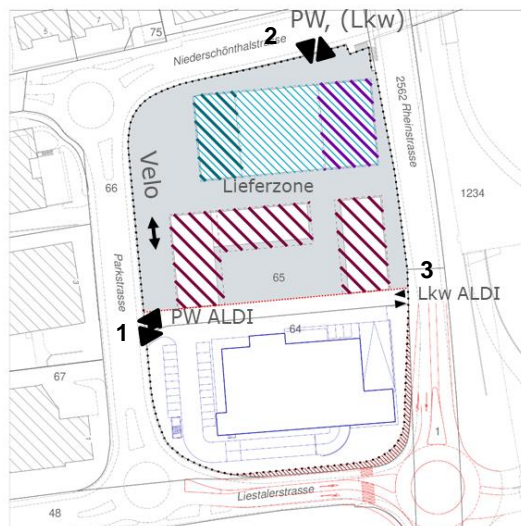 75
2
PW, (Lkw)
Niederschönthalstrasse
2562 Rheinstrasse
66
Velo
Lieferzone
1234
Parkstrasse
65
3
Lkw ALDI
PW ALDI
1
64
67
1
48
Liestalerstrasse